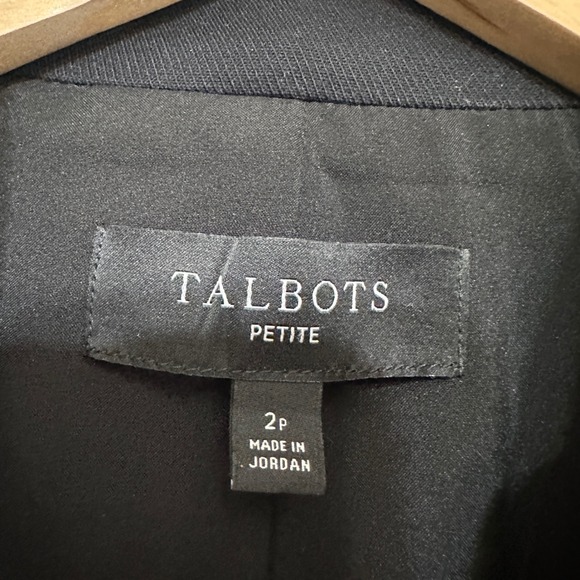 TALBOTS
PETITE
2P
MADE IN
JORDAN